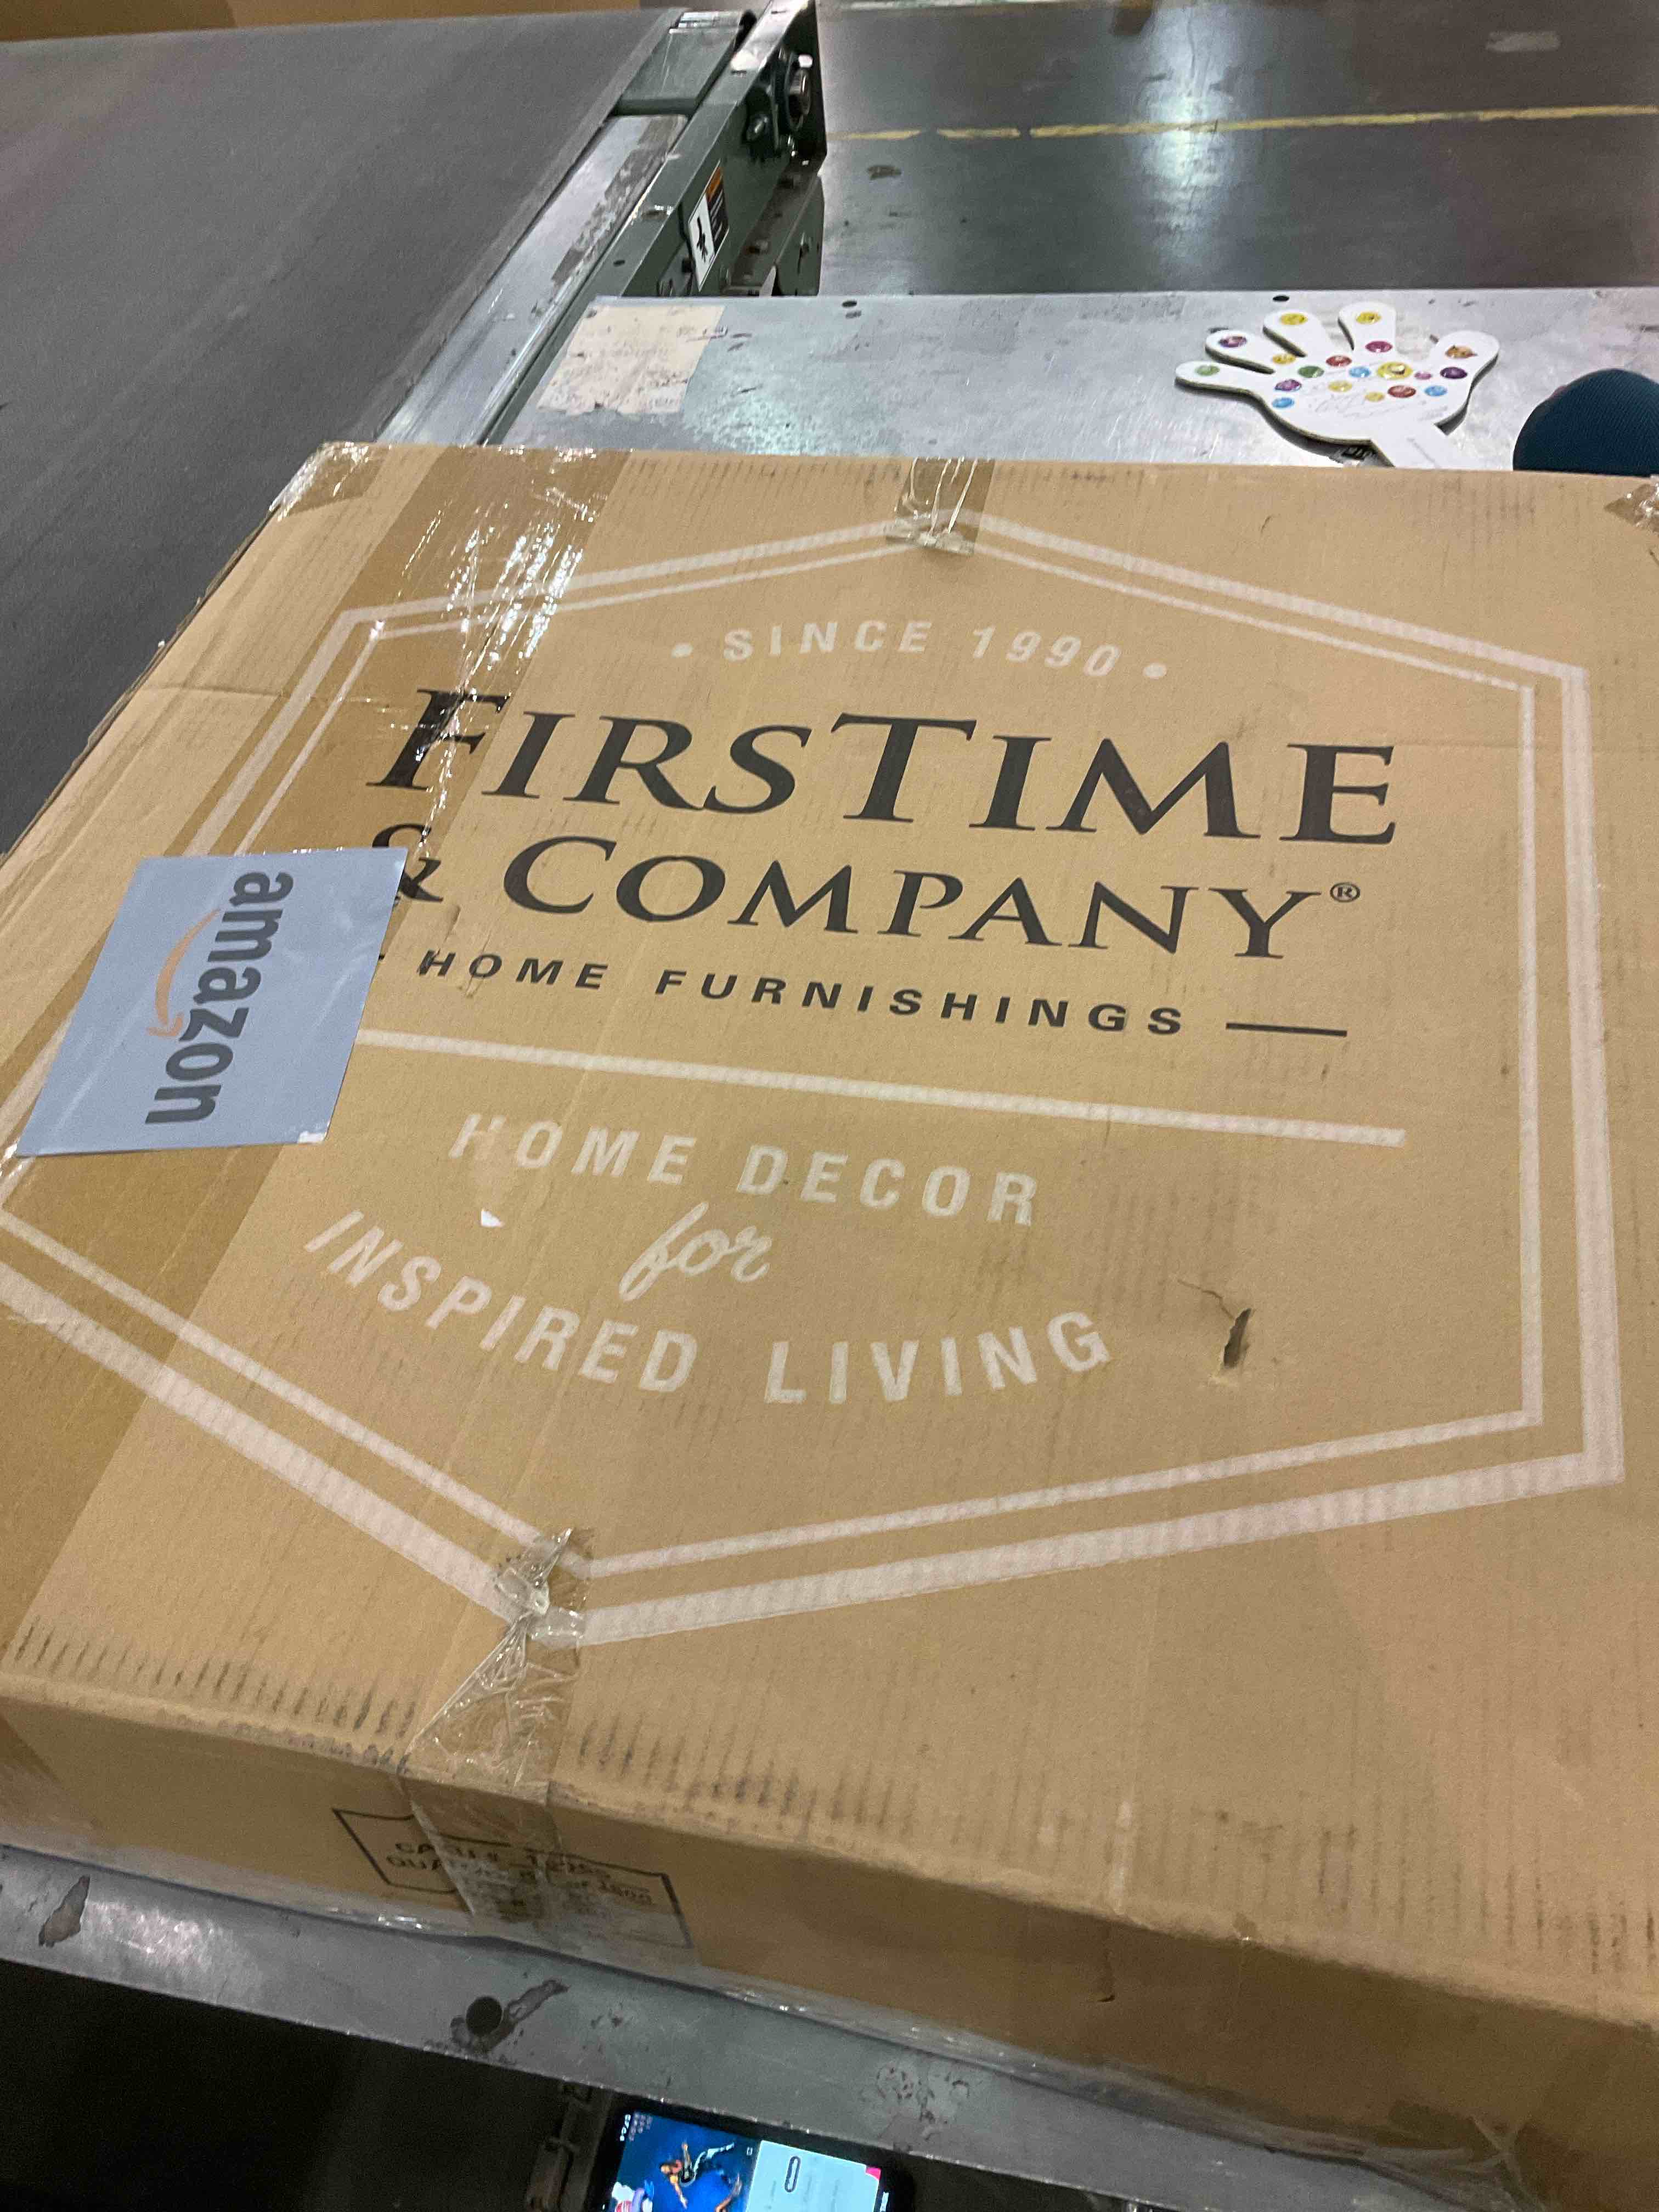 • SINCE 1990 •
FIRSTIME
& COMPANY®
HOME FURNISHINGS
amazon
HOME DECOR
for
INSPIRED LIVING